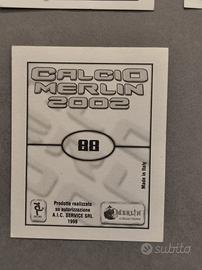 CALCIO
MERLIN
2002
88
Made in Italy
Prodotto realizzato
su autorizzazione
A.I.C. SERVICE SRL
1999
MERLIN
subito